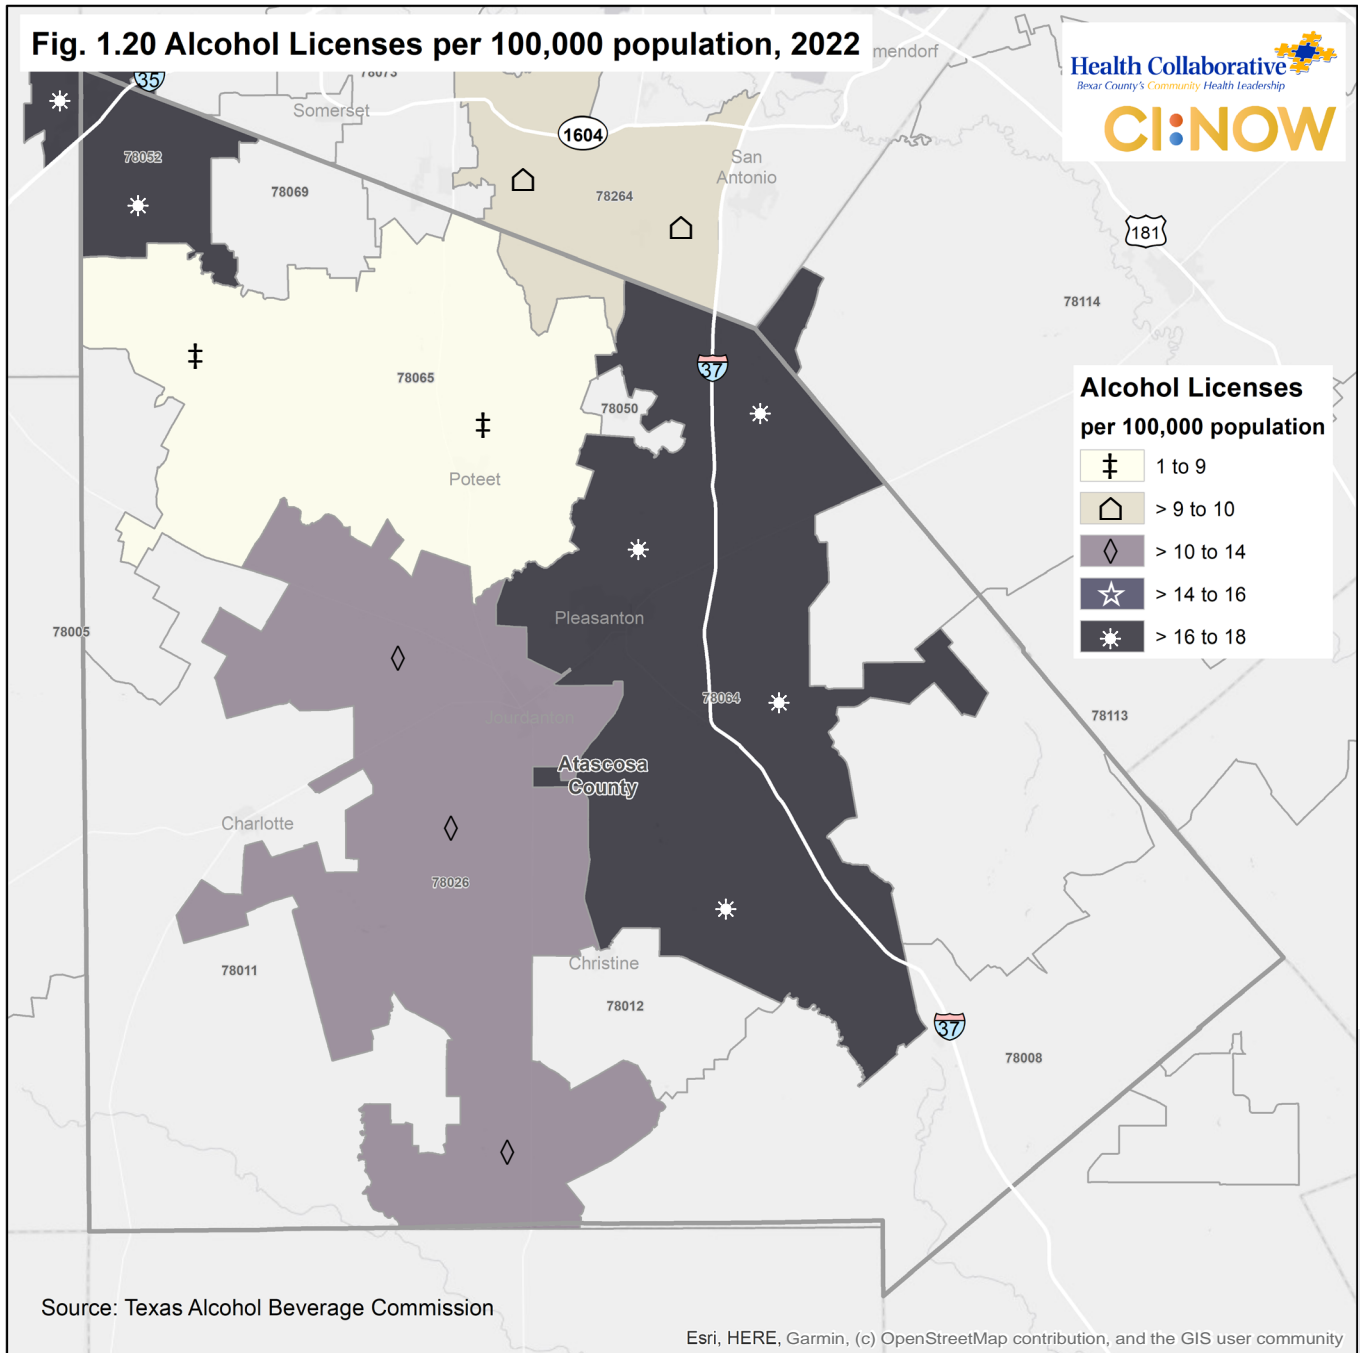 Fig. 1.20 Alcohol Licenses per 100,000 population, 2022
mendorf
Health Collaborative
Bexar County's Community Health Leadership
CI:NOW
35
78073
Somerset
1604
78052
San
Antonio
78069
78264
181
78114
37
78065
78050
Poteet
Alcohol Licenses
per 100,000 population
1 to 9
> 9 to 10
> 10 to 14
> 14 to 16
> 16 to 18
78005
Pleasanton
78064
Jourdanton
78113
Atascosa
County
Charlotte
78026
78011
Christine
78012
37
78008
Source: Texas Alcohol Beverage Commission
Esri, HERE, Garmin, (c) OpenStreetMap contribution, and the GIS user community